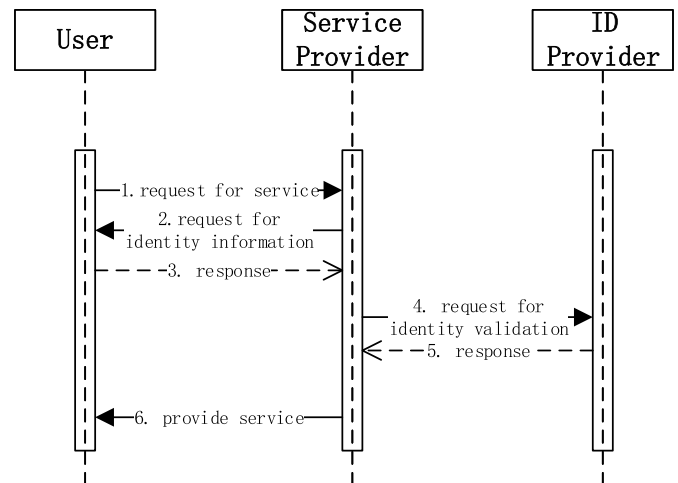 User
Service
Provider
ID
Provider
1.request for service
2.request for
identity information
3. response
4. request for
identity validation
5. response
6. provide service